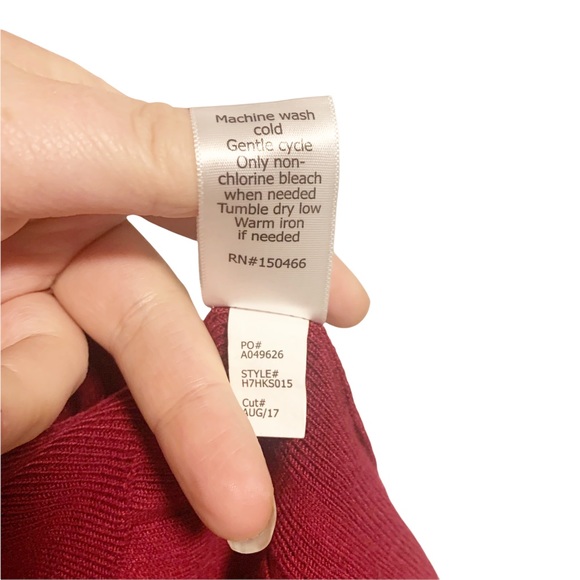 Machine wash
cold
Gentle cycle
Only non-
chlorine bleach
when needed
Tumble dry low
Warm iron
if needed
RN#150466
PO#
A049626
STYLE#
H7HKS015
Cut#
AUG/17